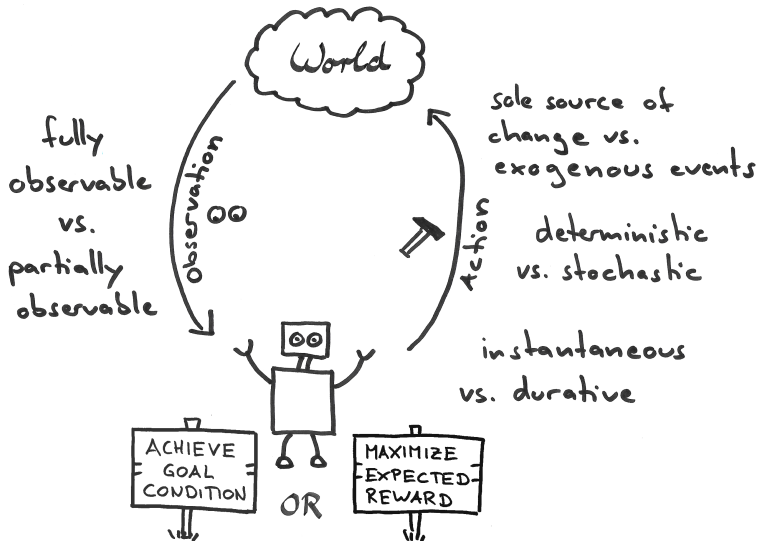 World
fully
observable
vs.
partially
observable
Observation
Action
sole source of
change vs.
exogenous events
deterministic
vs. stochastic
instantaneous
vs. durative
ACHIEVE
GOAL
CONDITION
OR
MAXIMIZE
EXPECTED
REWARD